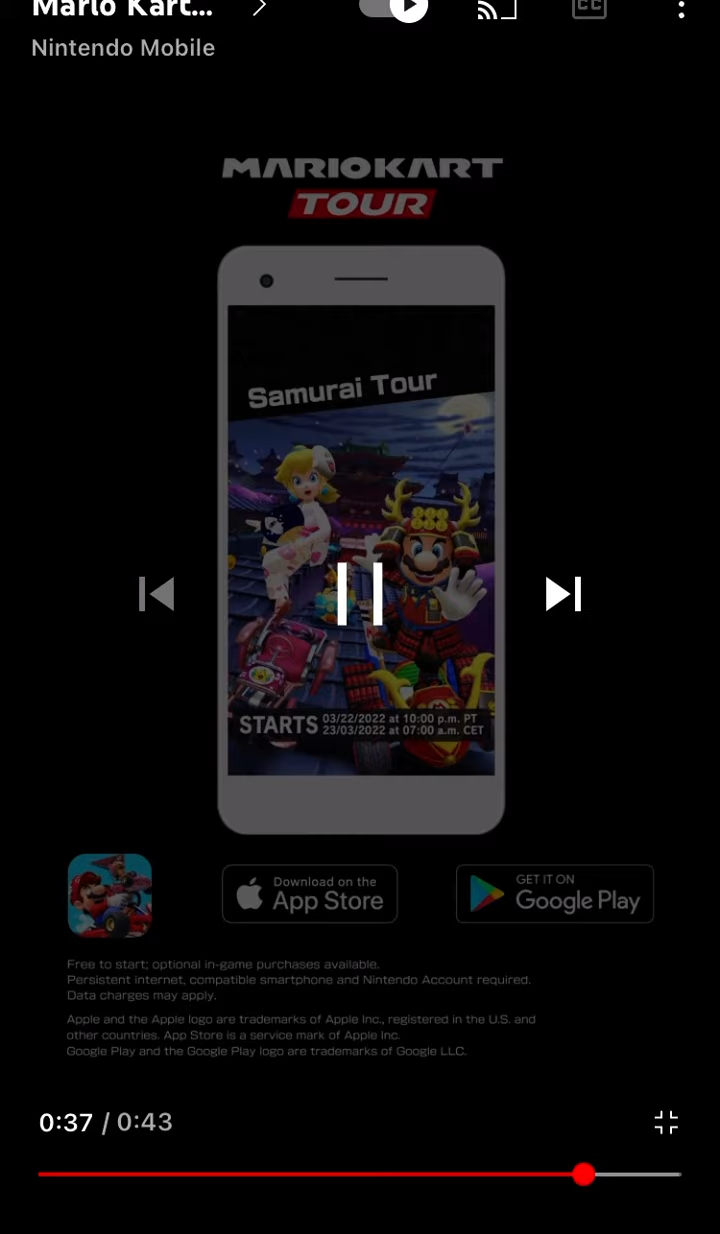 Mario Kart...
CC
Nintendo Mobile
MARIOKART
TOUR
Samurai Tour
STARTS 03/22/2022 at 10:00 p.m. PT
23/03/2022 at 07:00 a.m. CET
Download on the
App Store
GET IT ON
Google Play
Free to start; optional in-game purchases available.
Persistent internet, compatible smartphone and Nintendo Account required.
Data charges may apply.
Apple and the Apple logo are trademarks of Apple Inc., registered in the U.S. and
other countries. App Store is a service mark of Apple Inc.
Google Play and the Google Play logo are trademarks of Google LLC.
0:37 / 0:43